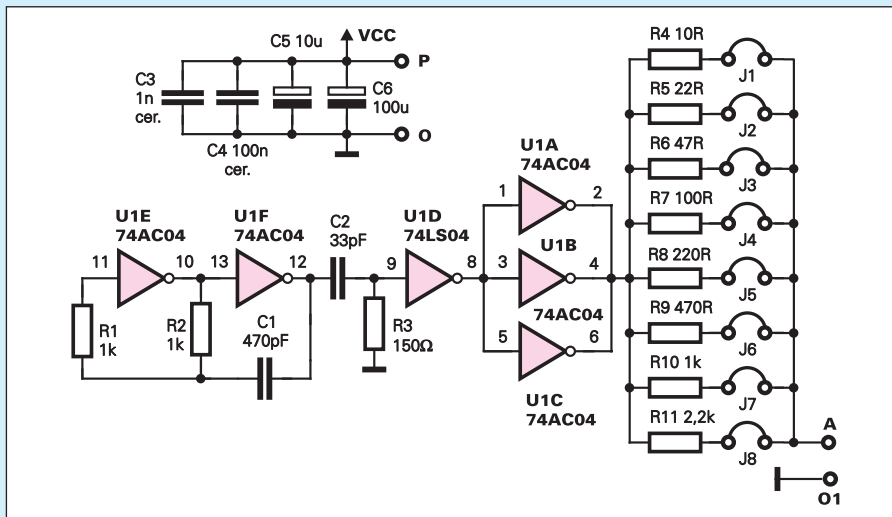 VCC
C5 10u
P
C3
1n
cer.
C6
100u
C4 100n
cer.
O
R4 10R
J1
R5 22R
J2
R6 47R
J3
R7 100R
J4
R8 220R
J5
R9 470R
J6
R10 1k
J7
R11 2,2k
J8
A
O1
U1A
74AC04
1
2
U1B
3
4
74AC04
5
6
U1C
74AC04
U1E
74AC04
11
10
U1F
74AC04
13
12
C2
33pF
U1D
74LS04
9
8
R1
1k
R2
1k
C1
470pF
R3
150Ω